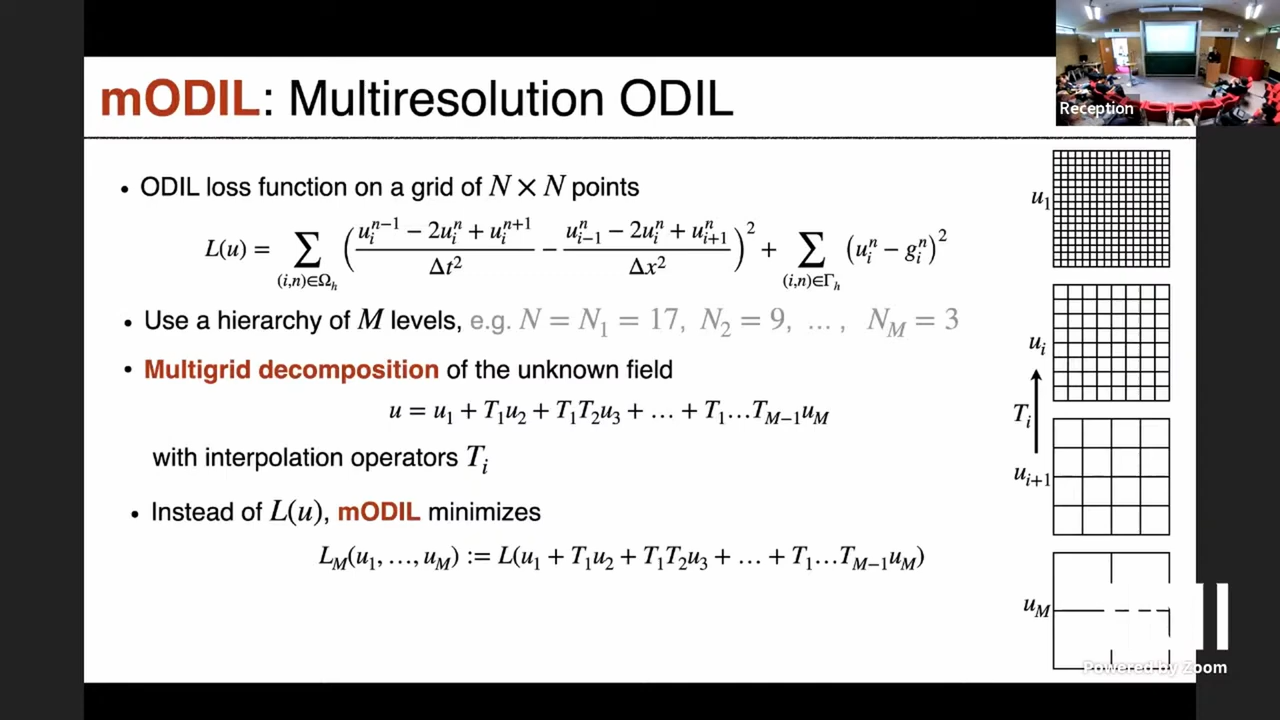 mODIL: Multiresolution ODIL
Reception
• ODIL loss function on a grid of N × N points
L(u) = ∑_{(i,n)∈Ω_h} ( (u_i^{n−1} − 2u_i^n + u_i^{n+1}) / Δt² − (u_{i−1}^n − 2u_i^n + u_{i+1}^n) / Δx² )² + ∑_{(i,n)∈Γ_h} (u_i^n − g_i^n)²
• Use a hierarchy of M levels, e.g. N = N_1 = 17, N_2 = 9, … , N_M = 3
• Multigrid decomposition of the unknown field
u = u_1 + T_1u_2 + T_1T_2u_3 + … + T_1…T_{M−1}u_M
with interpolation operators T_i
• Instead of L(u), mODIL minimizes
L_M(u_1, …, u_M) := L(u_1 + T_1u_2 + T_1T_2u_3 + … + T_1…T_{M−1}u_M)
u_1
u_i
T_i
u_{i+1}
u_M
Powered by Zoom